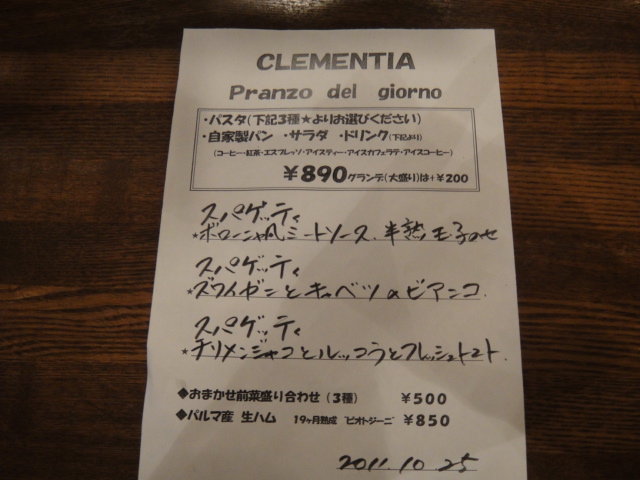 CLEMENTIA
Pranzo del giorno
・パスタ(下記3種★よりお選びください)
・自家製パン ・サラダ ・ドリンク(下記より)
(コーヒー・紅茶・エスプレッソ・アイスティー・アイスカフェラテ・アイスコーヒー)
¥890グランデ(大盛り)は+¥200
スパゲッティ
★ボローニャ風ミートソース、半熟玉子のせ
スパゲッティ
★ズワイガニとキャベツのビアンコ.
スパゲッティ
★チリメンジャコとルッコラとフレッシュトマト.
◆おまかせ前菜盛り合わせ(3種) ¥500
◆パルマ産 生ハム 19ヶ月熟成 "ピオトジーニ" ¥850
2011.10.25